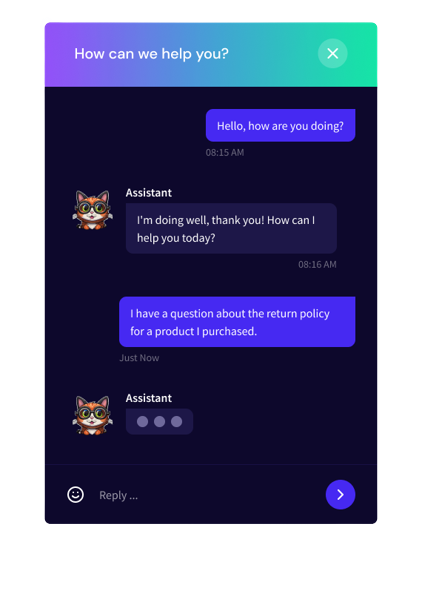 How can we help you?
Hello, how are you doing?
08:15 AM
Assistant
I'm doing well, thank you! How can I
help you today?
08:16 AM
I have a question about the return policy
for a product I purchased.
Just Now
Assistant
Reply ...